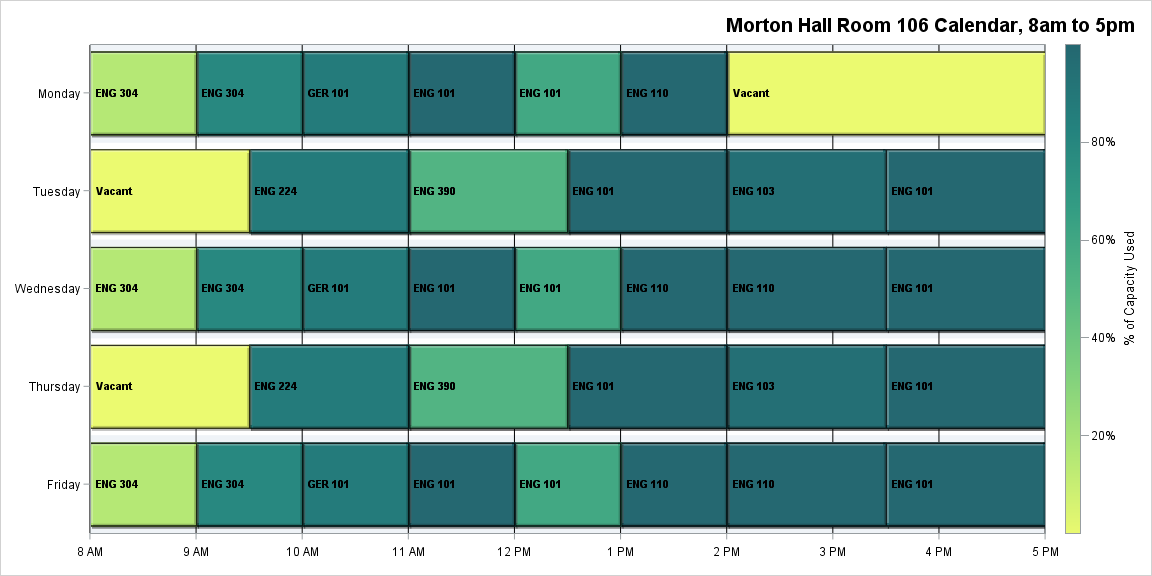 Morton Hall Room 106 Calendar, 8am to 5pm
Monday
ENG 304 ENG 304 GER 101 ENG 101 ENG 101 ENG 110 Vacant
Tuesday
Vacant ENG 224 ENG 390 ENG 101 ENG 103 ENG 101
Wednesday
ENG 304 ENG 304 GER 101 ENG 101 ENG 101 ENG 110 ENG 110 ENG 101
Thursday
Vacant ENG 224 ENG 390 ENG 101 ENG 103 ENG 101
Friday
ENG 304 ENG 304 GER 101 ENG 101 ENG 101 ENG 110 ENG 110 ENG 101
8 AM 9 AM 10 AM 11 AM 12 PM 1 PM 2 PM 3 PM 4 PM 5 PM
80%
60%
40%
20%
% of Capacity Used